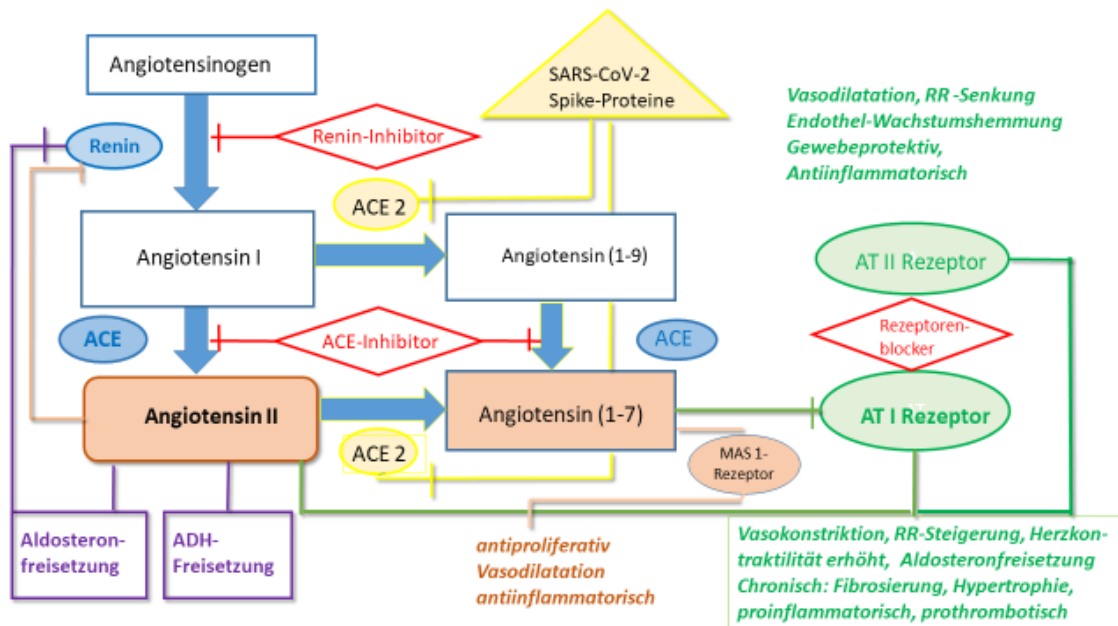 Angiotensinogen
SARS-CoV-2
Spike-Proteine
Vasodilatation, RR -Senkung
Endothel-Wachstumshemmung
Gewebeprotektiv,
Antiinflammatorisch
Renin
Renin-Inhibitor
ACE 2
Angiotensin I
Angiotensin (1-9)
AT II Rezeptor
ACE
ACE-Inhibitor
ACE
Rezeptoren-
blocker
Angiotensin II
Angiotensin (1-7)
AT I Rezeptor
ACE 2
MAS 1-
Rezeptor
Aldosteron-
freisetzung
ADH-
Freisetzung
antiproliferativ
Vasodilatation
antiinflammatorisch
Vasokonstriktion, RR-Steigerung, Herzkon-
traktilität erhöht, Aldosteronfreisetzung
Chronisch: Fibrosierung, Hypertrophie,
proinflammatorisch, prothrombotisch